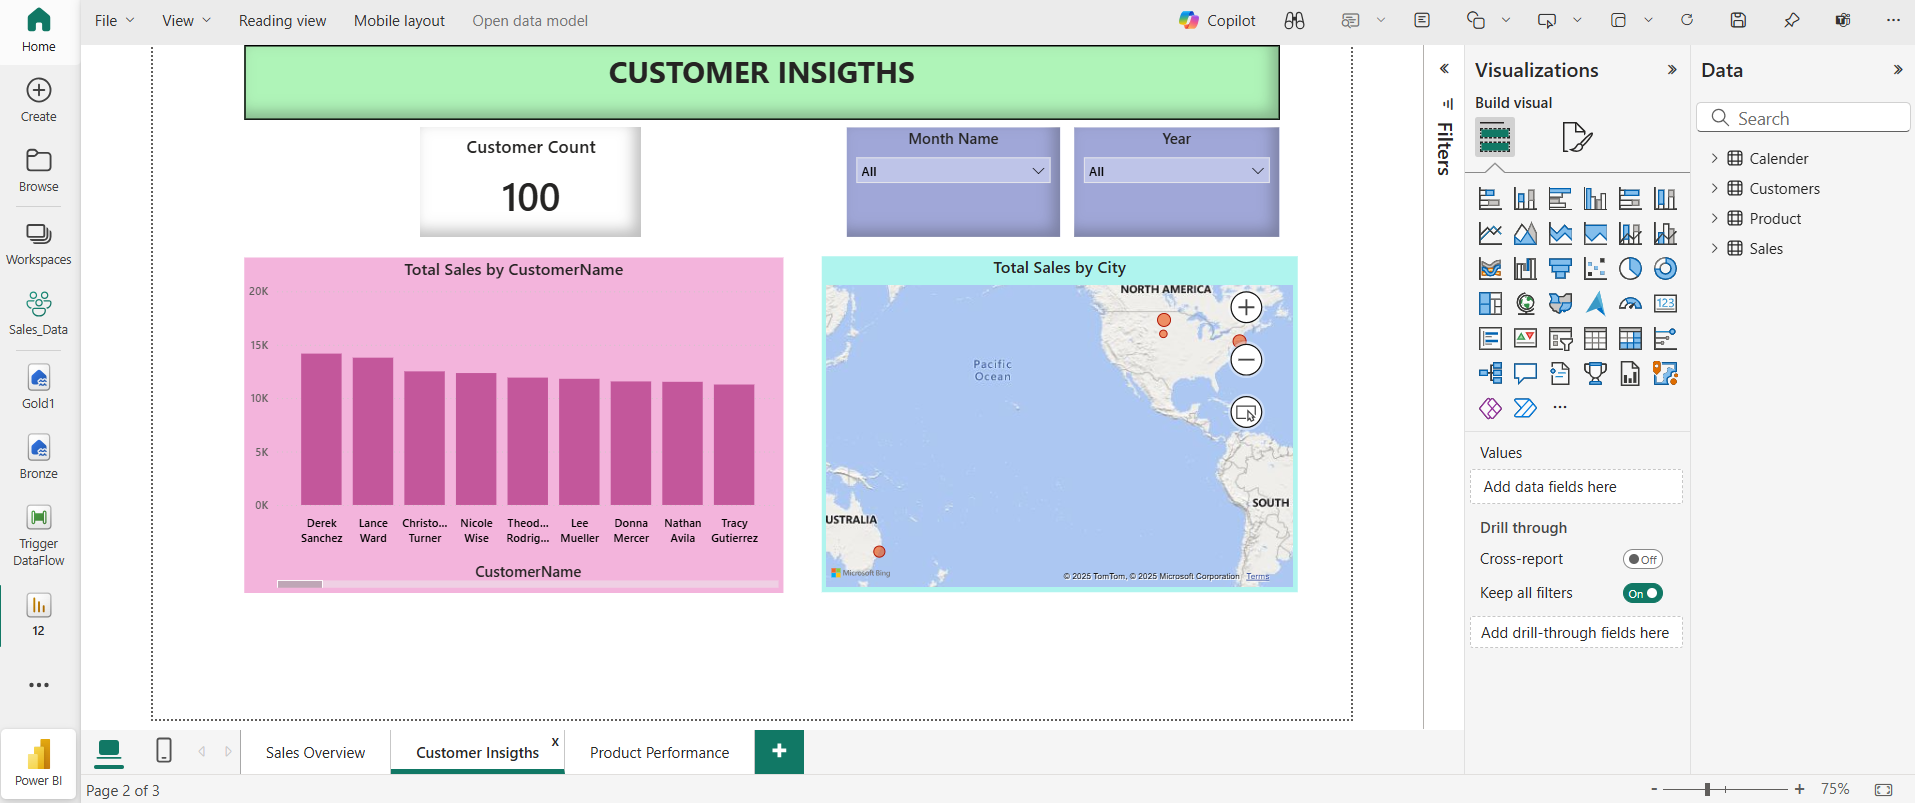 File View Reading view Mobile layout Open data model Copilot
Home
Create
Browse
Workspaces
Sales_Data
Gold1
Bronze
Trigger
DataFlow
12
Power BI
CUSTOMER INSIGTHS
Customer Count
100
Month Name
All
Year
All
Total Sales by CustomerName
20K
15K
10K
5K
0K
Derek Lance Christo... Nicole Theod... Lee Donna Nathan Tracy
Sanchez Ward Turner Wise Rodrig... Mueller Mercer Avila Gutierrez
CustomerName
Total Sales by City
NORTH AMERICA
Pacific
Ocean
SOUTH
USTRALIA
Microsoft Bing
© 2025 TomTom, © 2025 Microsoft Corporation Terms
Filters
Visualizations
Build visual
123
Values
Add data fields here
Drill through
Cross-report Off
Keep all filters On
Add drill-through fields here
Data
Search
Calender
Customers
Product
Sales
Sales Overview Customer Insigths x Product Performance +
Page 2 of 3
- + 75%